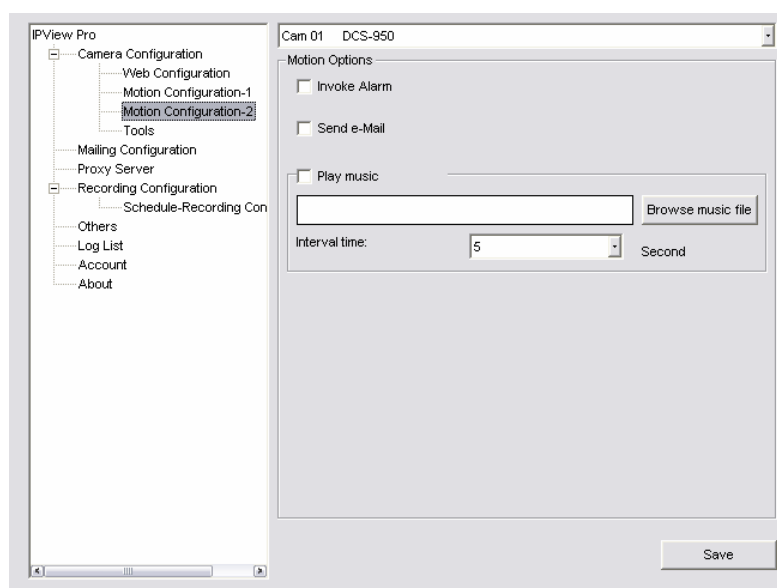 IPView Pro
Camera Configuration
Web Configuration
Motion Configuration-1
Motion Configuration-2
Tools
Mailing Configuration
Proxy Server
Recording Configuration
Schedule-Recording Con
Others
Log List
Account
About
Cam 01 DCS-950
Motion Options
Invoke Alarm
Send e-Mail
Play music
Browse music file
Interval time:
5
Second
Save